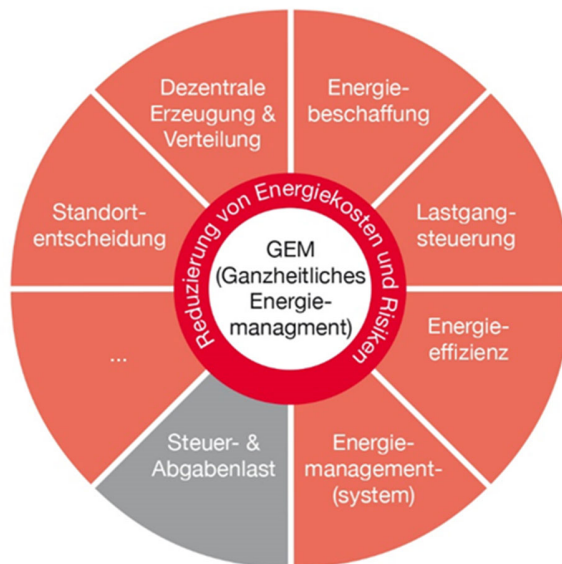 Dezentrale
Erzeugung &
Verteilung
Energie-
beschaffung
Lastgang-
steuerung
Energie-
effizienz
Energie-
management-
(system)
Steuer- &
Abgabenlast
...
Standort-
entscheidung
Reduzierung von Energiekosten und Risiken
GEM
(Ganzheitliches
Energie-
managment)